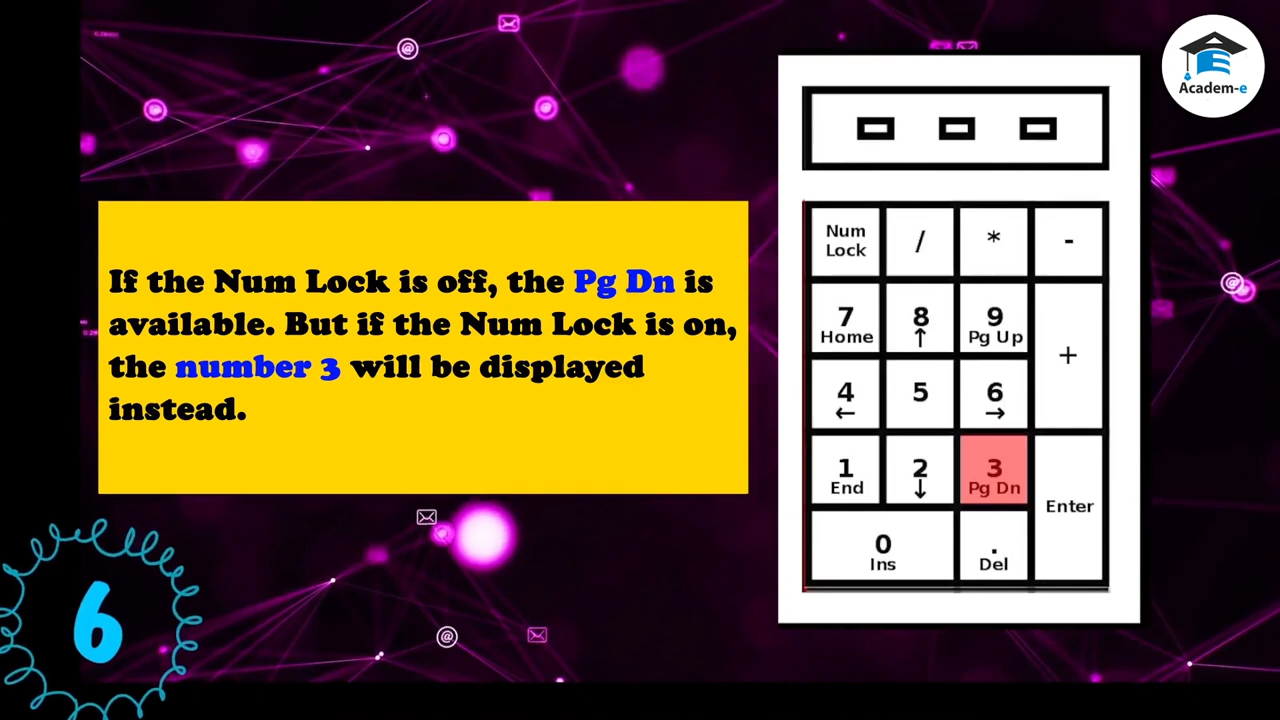 Academ-e
If the Num Lock is off, the Pg Dn is
available. But if the Num Lock is on,
the number 3 will be displayed
instead.
Num Lock / * -
7 Home 8 ↑ 9 Pg Up +
4 ← 5 6 →
1 End 2 ↓ 3 Pg Dn Enter
0 Ins . Del
6